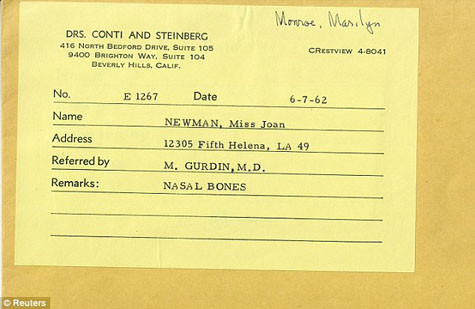 Monroe, Marilyn
DRS. CONTI AND STEINBERG
416 NORTH BEDFORD DRIVE, SUITE 105
9400 BRIGHTON WAY, SUITE 104
BEVERLY HILLS, CALIF.
CRESTVIEW 4-8041
No. E 1267 Date 6-7-62
Name NEWMAN, Miss Joan
Address 12305 Fifth Helena, LA 49
Referred by M. GURDIN, M.D.
Remarks: NASAL BONES
© Reuters